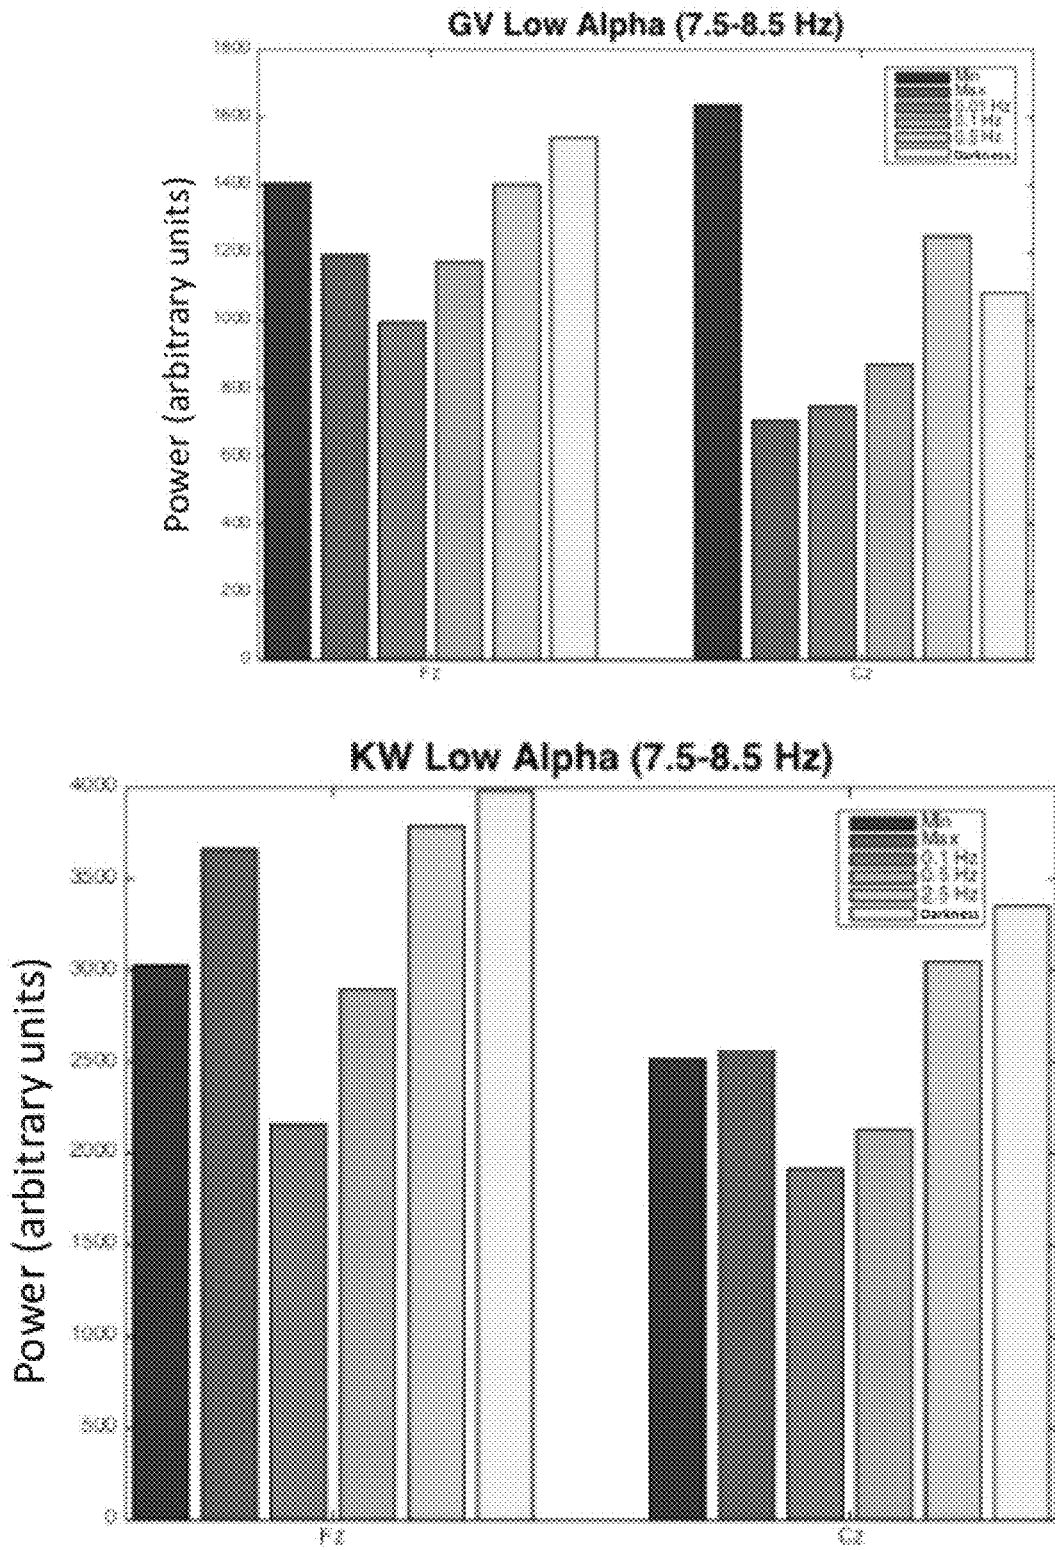 GV Low Alpha (7.5-8.5 Hz)
1800
1600
1400
1200
1000
800
600
400
200
0
Power (arbitrary units)
Min
Max
0.01 Hz
0.1 Hz
Darkness
Fz
Cz
KW Low Alpha (7.5-8.5 Hz)
4000
3500
3000
2500
2000
1500
1000
500
0
Power (arbitrary units)
Min
Max
0.1 Hz
Darkness
Fz
Cz